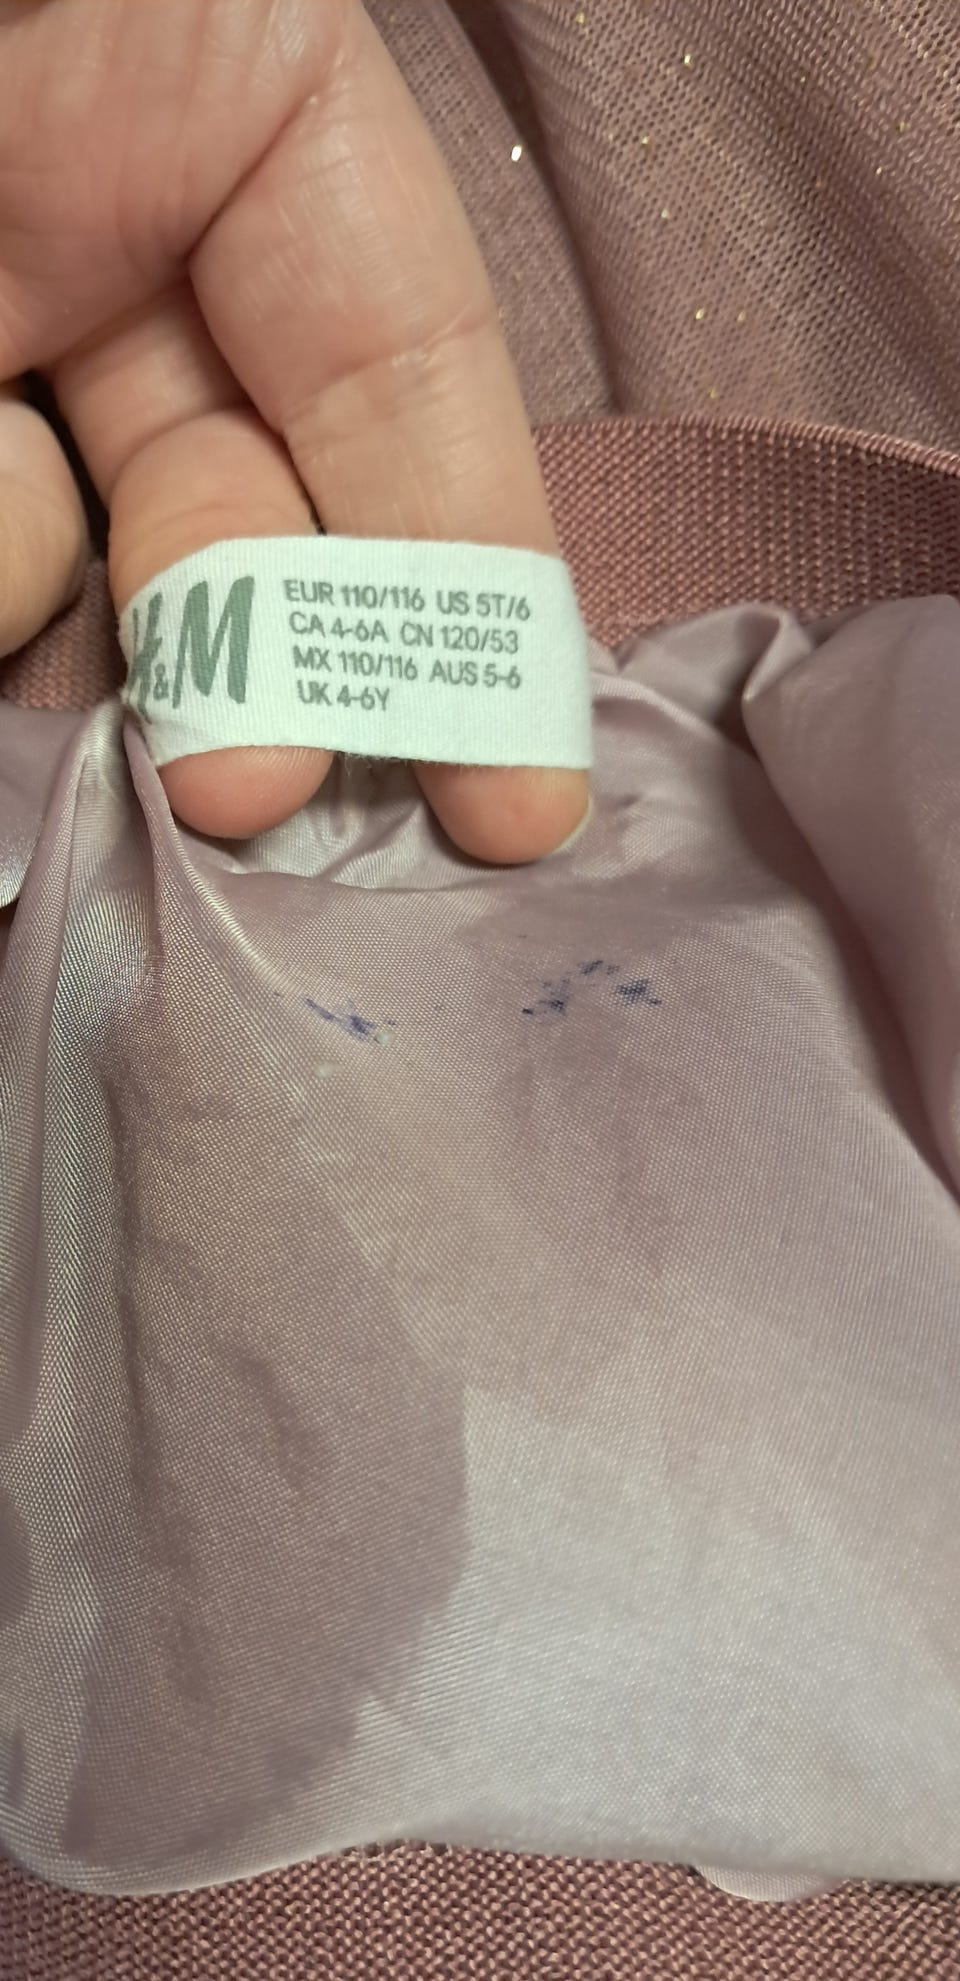 H&M
EUR 110/116 US 5T/6
CA 4-6A CN 120/53
MX 110/116 AUS 5-6
UK 4-6Y